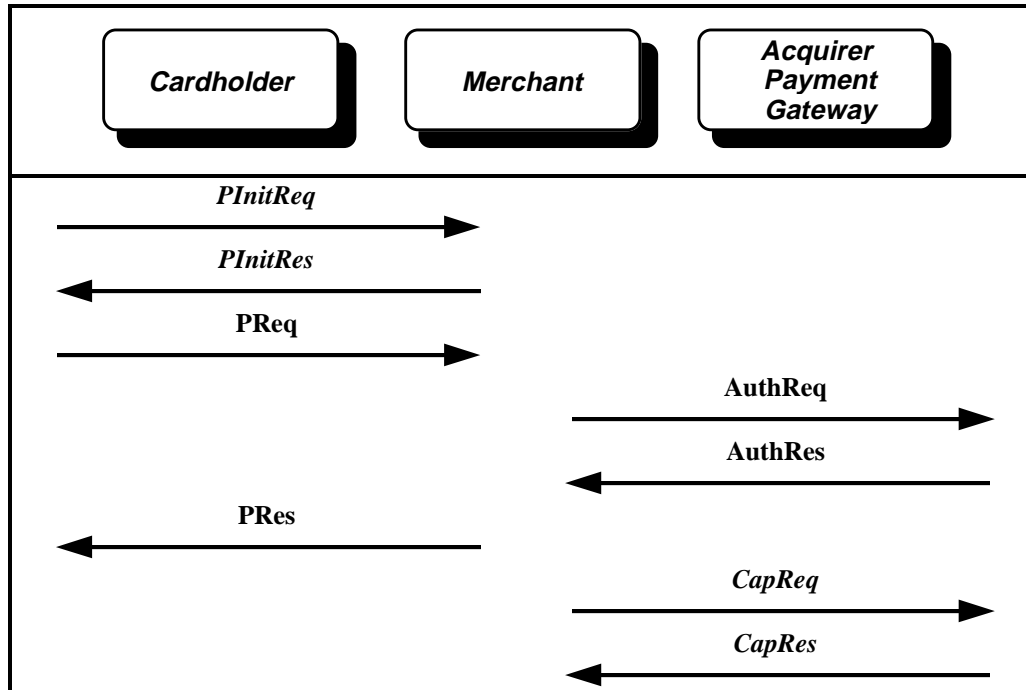 Cardholder
Merchant
Acquirer
Payment
Gateway
PInitReq
PInitRes
PReq
AuthReq
AuthRes
PRes
CapReq
CapRes